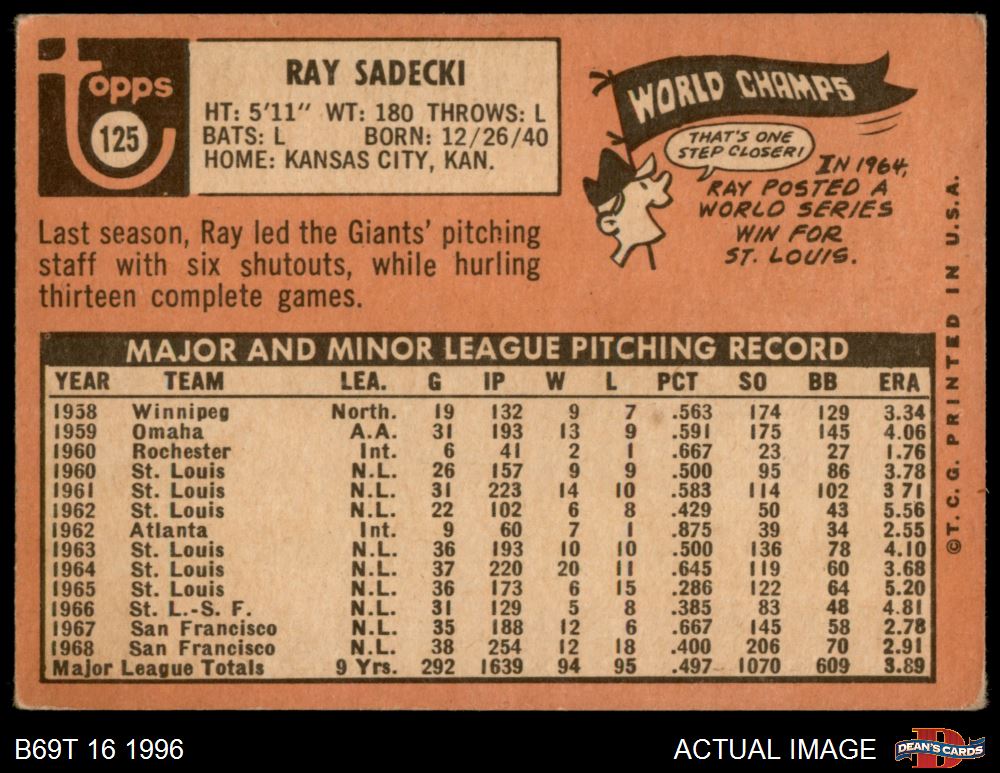 Topps
125
RAY SADECKI
HT: 5'11" WT: 180 THROWS: L
BATS: L BORN: 12/26/40
HOME: KANSAS CITY, KAN.
WORLD CHAMPS
THAT'S ONE
STEP CLOSER!
IN 1964,
RAY POSTED A
WORLD SERIES
WIN FOR
ST. LOUIS.
Last season, Ray led the Giants' pitching
staff with six shutouts, while hurling
thirteen complete games.
MAJOR AND MINOR LEAGUE PITCHING RECORD
YEAR TEAM LEA. G IP W L PCT SO BB ERA
1958 Winnipeg North. 19 132 9 7 .563 174 129 3.34
1959 Omaha A.A. 31 193 13 9 .591 175 145 4.06
1960 Rochester Int. 6 41 2 1 .667 23 27 1.76
1960 St. Louis N.L. 26 157 9 9 .500 95 86 3.78
1961 St. Louis N.L. 31 223 14 10 .583 114 102 3 71
1962 St. Louis N.L. 22 102 6 8 .429 50 43 5.56
1962 Atlanta Int. 9 60 7 1 .875 39 34 2.55
1963 St. Louis N.L. 36 193 10 10 .500 136 78 4.10
1964 St. Louis N.L. 37 220 20 11 .645 119 60 3.68
1965 St. Louis N.L. 36 173 6 15 .286 122 64 5.20
1966 St. L.-S. F. N.L. 31 129 5 8 .385 83 48 4.81
1967 San Francisco N.L. 35 188 12 6 .667 145 58 2.78
1968 San Francisco N.L. 38 254 12 18 .400 206 70 2.91
Major League Totals 9 Yrs. 292 1639 94 95 .497 1070 609 3.89
©T.C.G. PRINTED IN U.S.A.
B69T 16 1996
ACTUAL IMAGE
D
DEAN'S CARDS